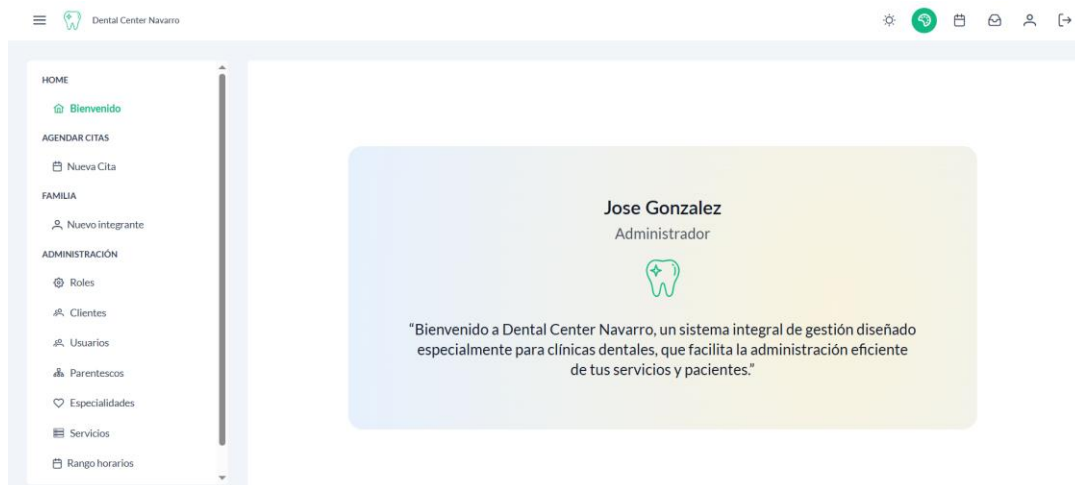 Dental Center Navarro
HOME
Bienvenido
AGENDAR CITAS
Nueva Cita
FAMILIA
Nuevo integrante
ADMINISTRACIÓN
Roles
Clientes
Usuarios
Parentescos
Especialidades
Servicios
Rango horarios
Jose Gonzalez
Administrador
“Bienvenido a Dental Center Navarro, un sistema integral de gestión diseñado
especialmente para clínicas dentales, que facilita la administración eficiente
de tus servicios y pacientes.”